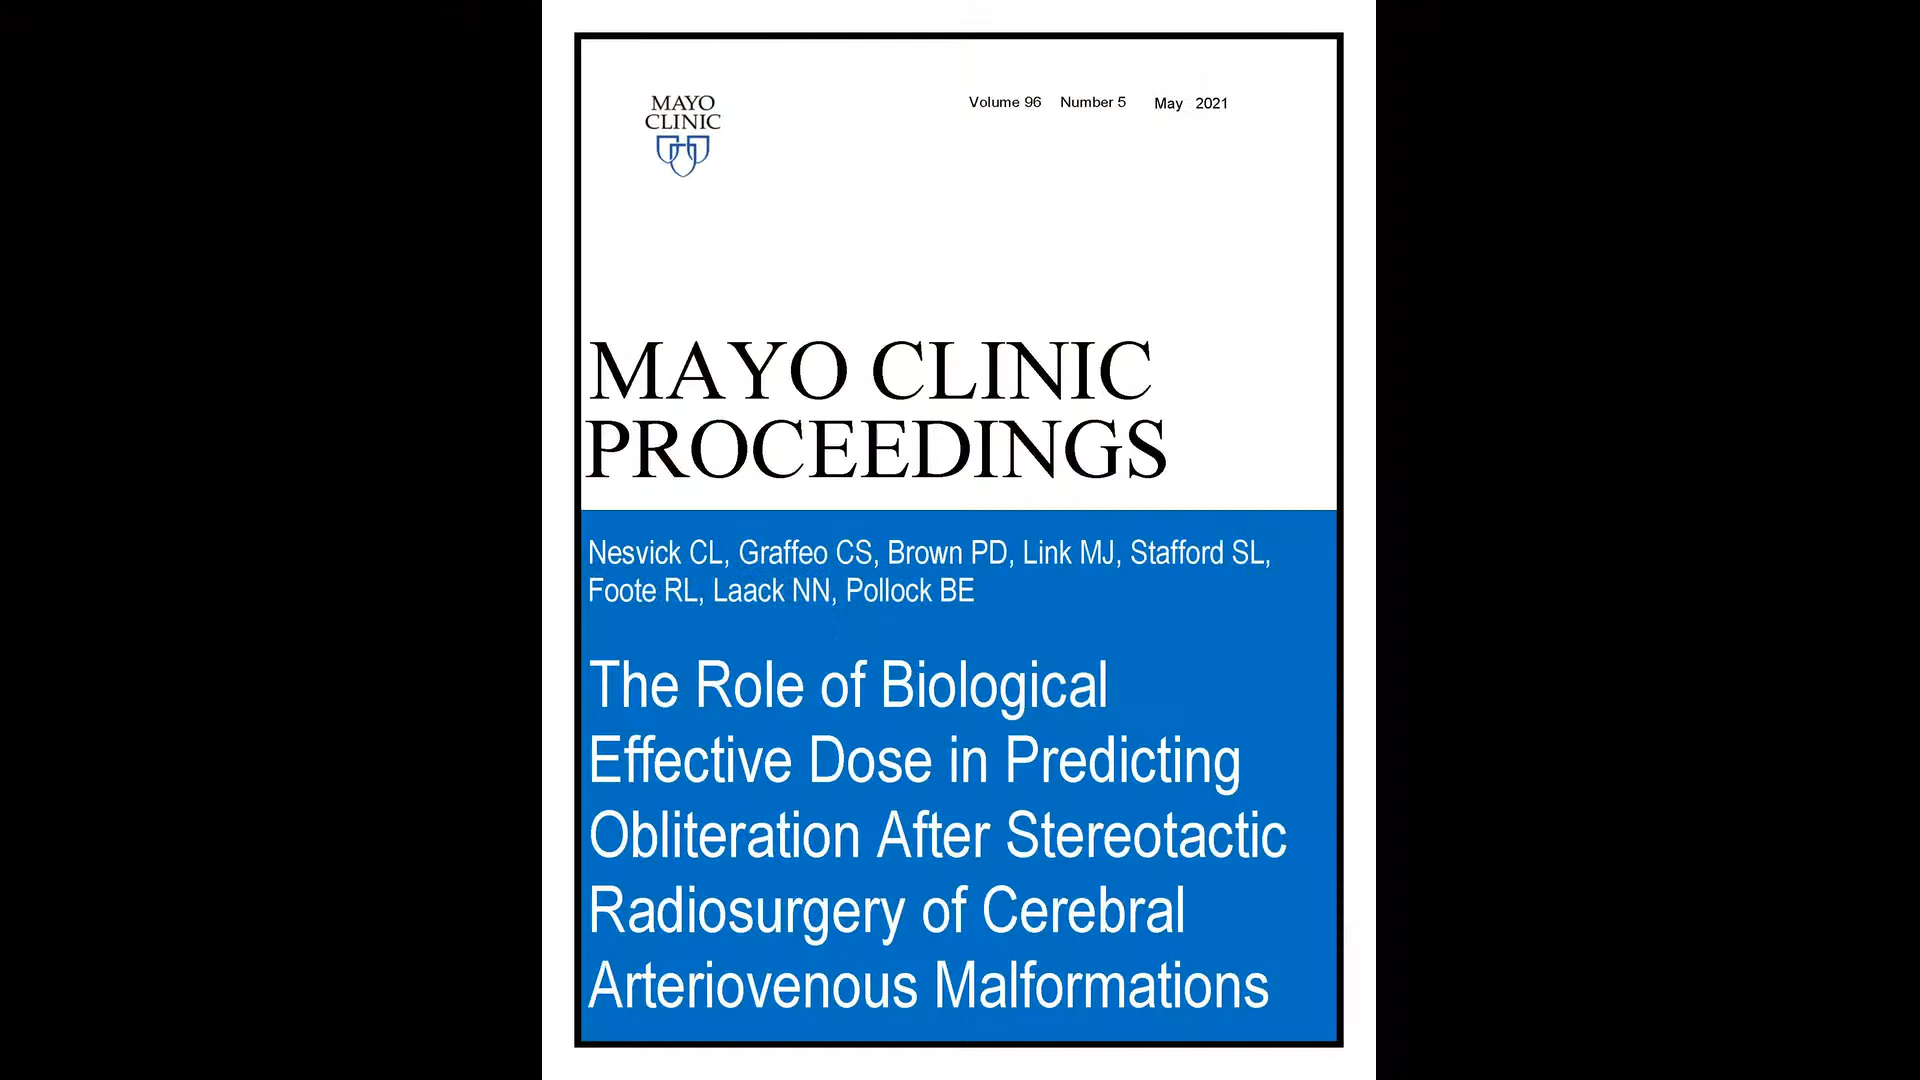 MAYO
CLINIC
Volume 96 Number 5 May 2021
MAYO CLINIC
PROCEEDINGS
Nesvick CL, Graffeo CS, Brown PD, Link MJ, Stafford SL,
Foote RL, Laack NN, Pollock BE
The Role of Biological
Effective Dose in Predicting
Obliteration After Stereotactic
Radiosurgery of Cerebral
Arteriovenous Malformations